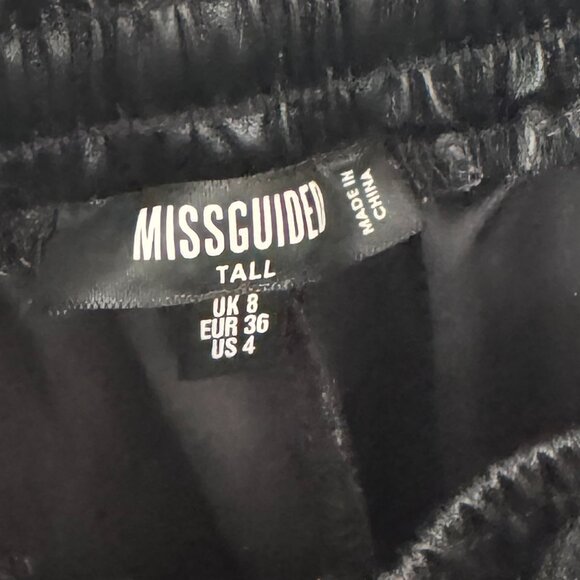 MISSGUIDED
TALL
MADE IN
CHINA
UK 8
EUR 36
US 4